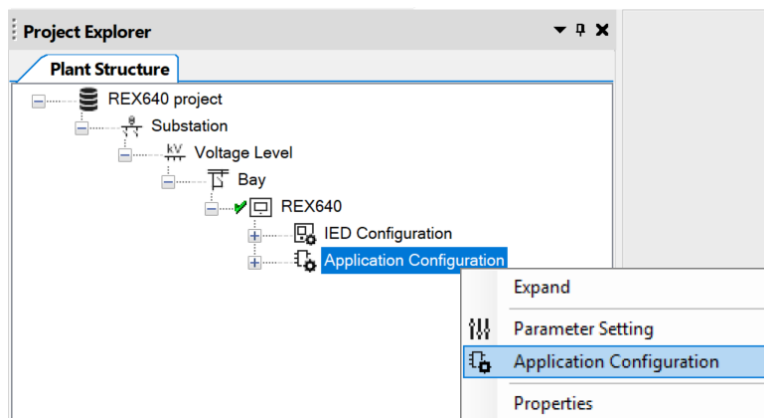 Project Explorer
Plant Structure
REX640 project
Substation
kV Voltage Level
Bay
REX640
IED Configuration
Application Configuration
Expand
Parameter Setting
Application Configuration
Properties